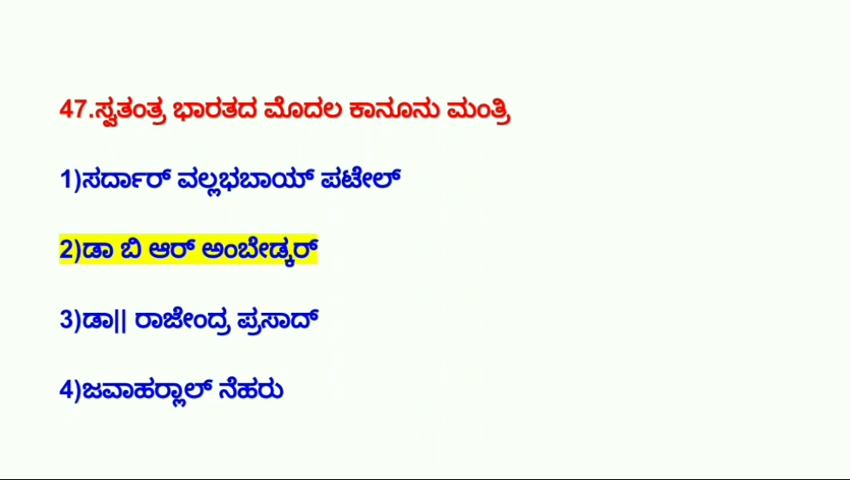 47.ಸ್ವತಂತ್ರ ಭಾರತದ ಮೊದಲ ಕಾನೂನು ಮಂತ್ರಿ
1)ಸರ್ದಾರ್ ವಲ್ಲಭಬಾಯ್ ಪಟೇಲ್
2)ಡಾ ಬಿ ಆರ್ ಅಂಬೇಡ್ಕರ್
3)ಡಾ|| ರಾಜೇಂದ್ರ ಪ್ರಸಾದ್
4)ಜವಾಹರ‍್ಲಾಲ್ ನೆಹರು